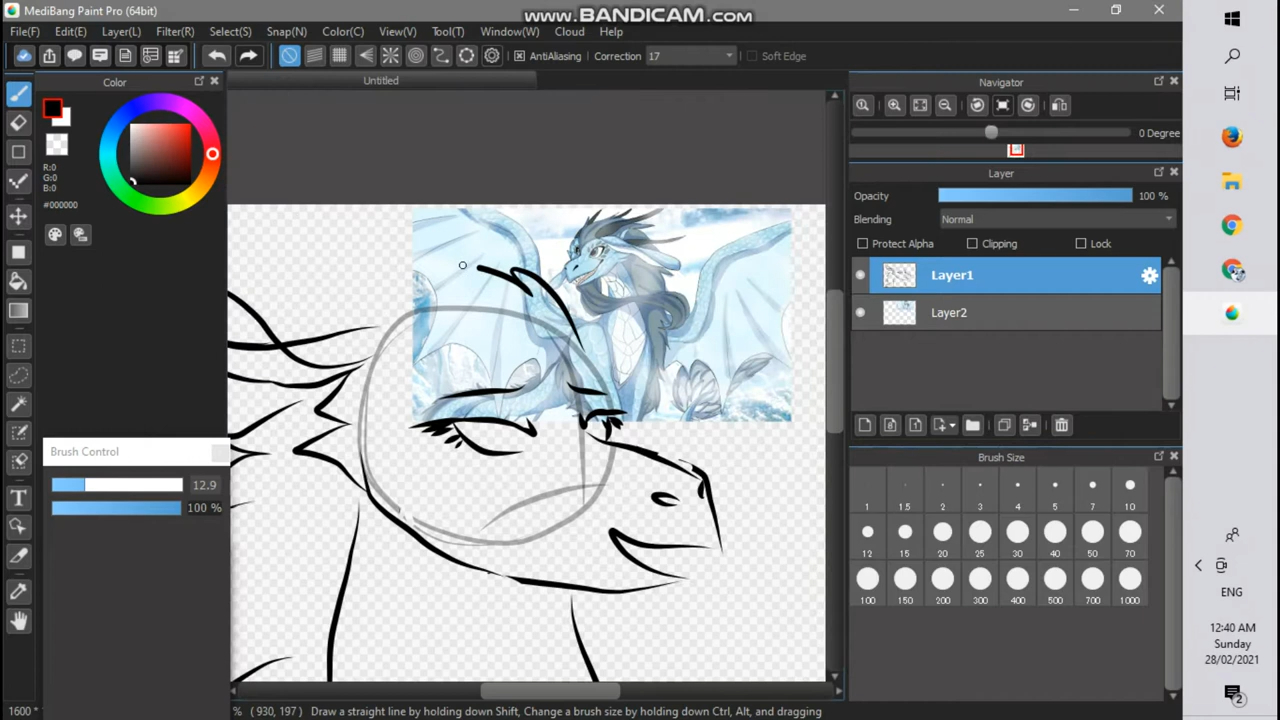 MediBang Paint Pro (64bit)
www.BANDICAM.com
File(F) Edit(E) Layer(L) Filter(R) Select(S) Snap(N) Color(C) View(V) Tool(T) Window(W) Cloud Help
AntiAliasing Correction 17 Soft Edge
Color
Untitled
Navigator
R:0
G:0
B:0
#000000
0 Degree
Layer
Opacity 100 %
Blending Normal
Protect Alpha Clipping Lock
Layer1
Layer2
Brush Control
12.9
100 %
Brush Size
1 1.5 2 3 4 5 7 10
12 15 20 25 30 40 50 70
100 150 200 300 400 500 700 1000
1600 * % ( 930, 197 ) Draw a straight line by holding down Shift, Change a brush size by holding down Ctrl, Alt, and dragging
ENG
12:40 AM
Sunday
28/02/2021
2